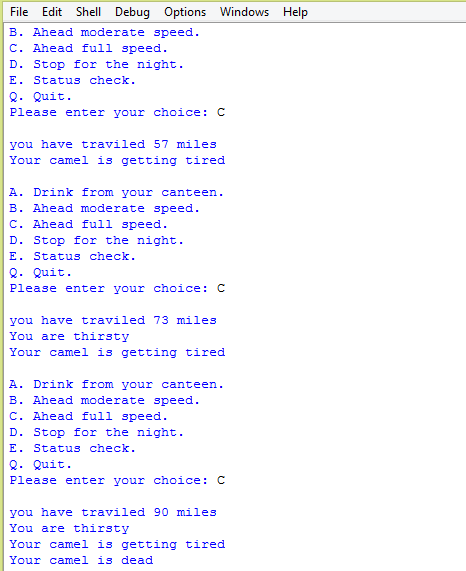 File Edit Shell Debug Options Windows Help
B. Ahead moderate speed.
C. Ahead full speed.
D. Stop for the night.
E. Status check.
Q. Quit.
Please enter your choice: C
you have traviled 57 miles
Your camel is getting tired
A. Drink from your canteen.
B. Ahead moderate speed.
C. Ahead full speed.
D. Stop for the night.
E. Status check.
Q. Quit.
Please enter your choice: C
you have traviled 73 miles
You are thirsty
Your camel is getting tired
A. Drink from your canteen.
B. Ahead moderate speed.
C. Ahead full speed.
D. Stop for the night.
E. Status check.
Q. Quit.
Please enter your choice: C
you have traviled 90 miles
You are thirsty
Your camel is getting tired
Your camel is dead